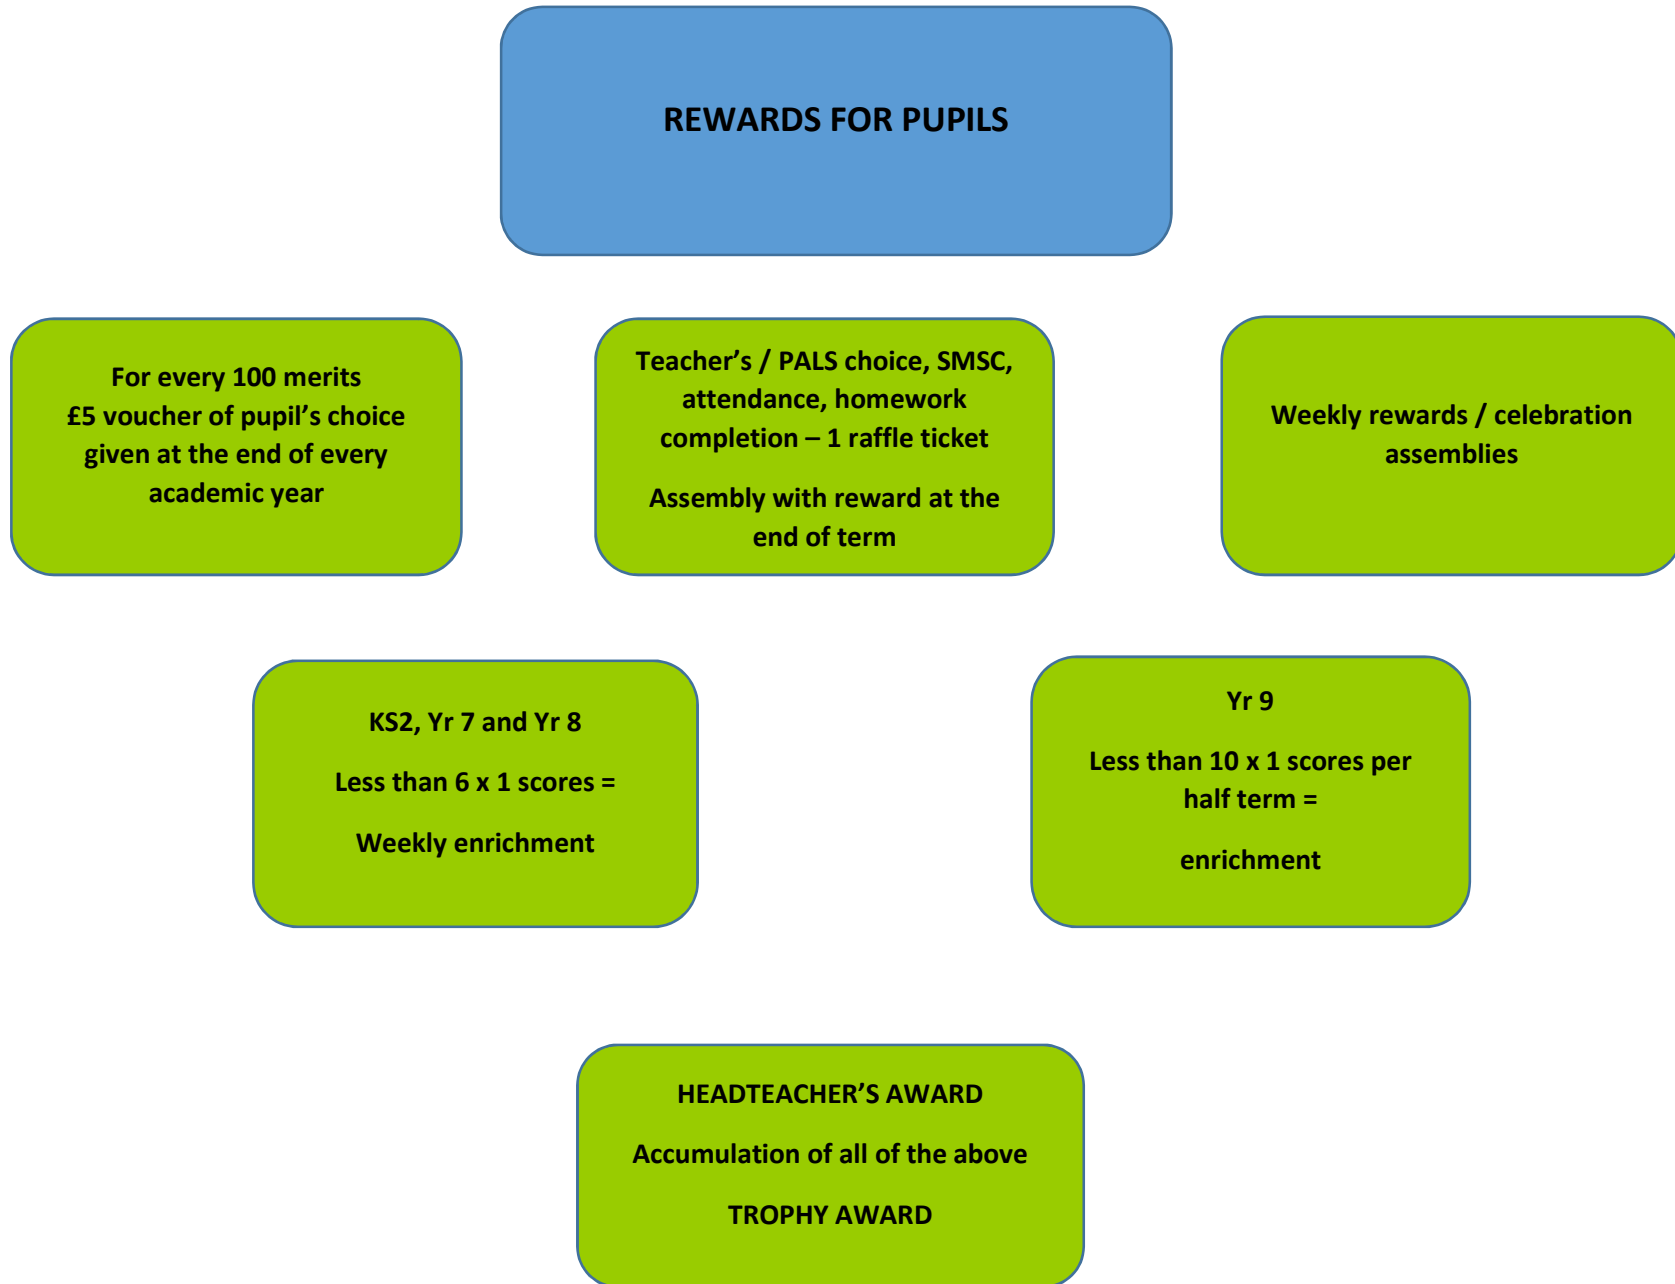 REWARDS FOR PUPILS
For every 100 merits
£5 voucher of pupil’s choice
given at the end of every
academic year
Teacher’s / PALS choice, SMSC,
attendance, homework
completion – 1 raffle ticket
Assembly with reward at the
end of term
Weekly rewards / celebration
assemblies
KS2, Yr 7 and Yr 8
Less than 6 x 1 scores =
Weekly enrichment
Yr 9
Less than 10 x 1 scores per
half term =
enrichment
HEADTEACHER’S AWARD
Accumulation of all of the above
TROPHY AWARD